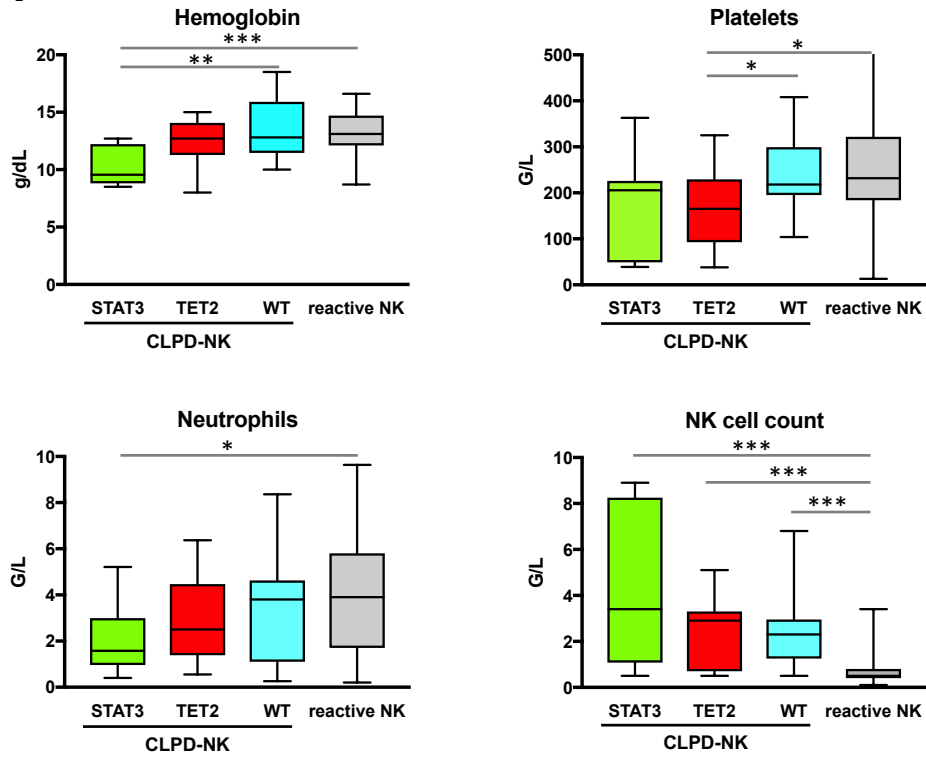 Hemoglobin
***
**
20
15
10
5
0
g/dL
STAT3 TET2 WT reactive NK
CLPD-NK
Platelets
*
*
500
400
300
200
100
0
G/L
STAT3 TET2 WT reactive NK
CLPD-NK
Neutrophils
*
10
8
6
4
2
0
G/L
STAT3 TET2 WT reactive NK
CLPD-NK
NK cell count
***
***
***
10
8
6
4
2
0
G/L
STAT3 TET2 WT reactive NK
CLPD-NK